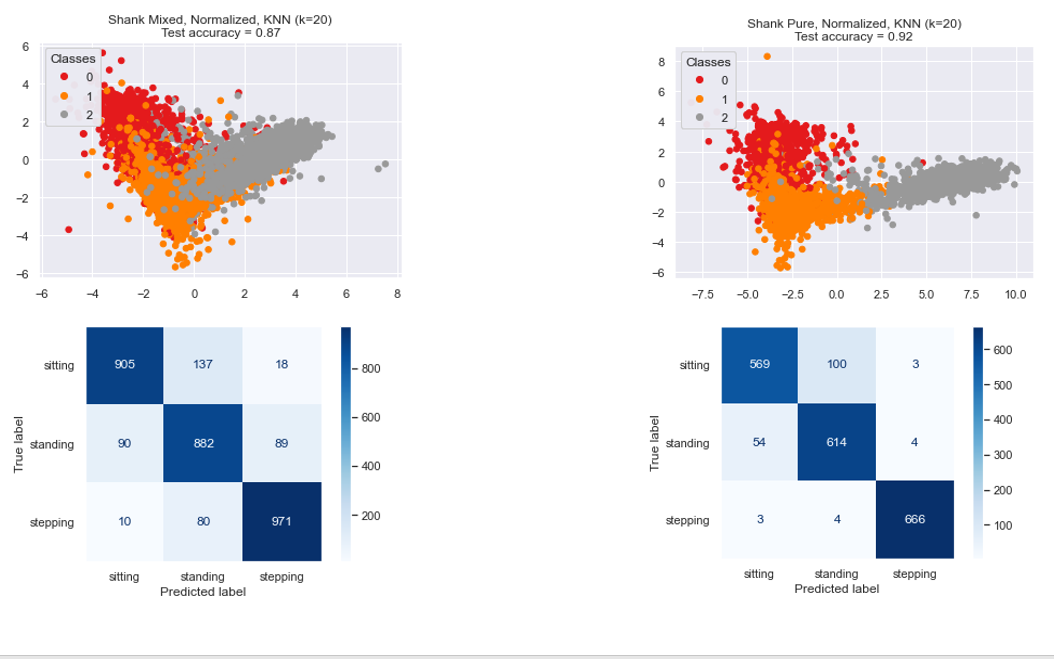 Shank Mixed, Normalized, KNN (k=20)
Test accuracy = 0.87
Classes
0
1
2
6
4
2
0
−2
−4
−6
−6 −4 −2 0 2 4 6 8
True label
sitting 905 137 18
standing 90 882 89
stepping 10 80 971
sitting standing stepping
Predicted label
800
600
400
200
Shank Pure, Normalized, KNN (k=20)
Test accuracy = 0.92
Classes
0
1
2
8
6
4
2
0
−2
−4
−6
−7.5 −5.0 −2.5 0.0 2.5 5.0 7.5 10.0
True label
sitting 569 100 3
standing 54 614 4
stepping 3 4 666
sitting standing stepping
Predicted label
600
500
400
300
200
100